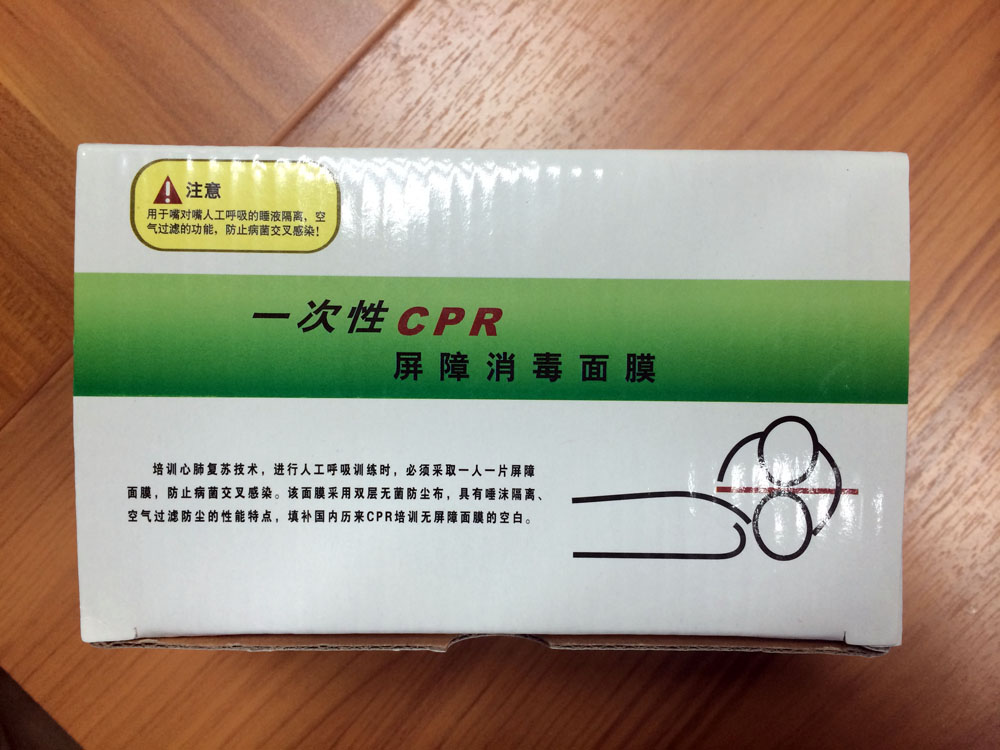 注意
用于嘴对嘴人工呼吸的睡液隔离，空
气过滤的功能，防止病菌交叉感染！
一次性CPR
屏障消毒面膜
培训心肺复苏技术，进行人工呼吸训练时，必须采取一人一片屏障
面膜，防止病菌交叉感染。该面膜采用双层无菌防尘布，具有唾沫隔离、
空气过滤防尘的性能特点，填补国内历来CPR培训无屏障面膜的空白。